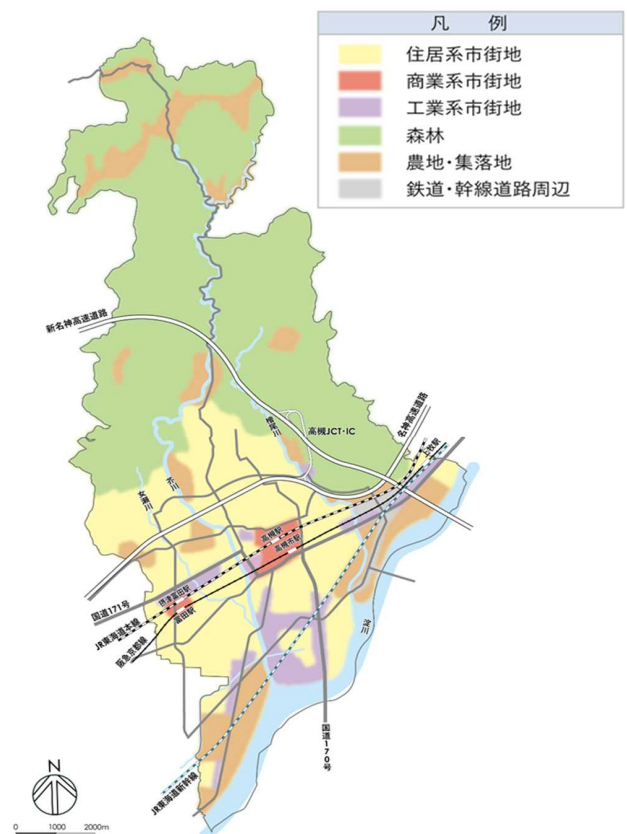 凡 例
住居系市街地
商業系市街地
工業系市街地
森林
農地・集落地
鉄道・幹線道路周辺
新名神高速道路
名神高速道路
高槻JCT・IC
檜尾川
上牧駅
女瀬川
芥川
高槻駅
高槻市駅
摂津富田駅
富田駅
国道171号
JR東海道本線
阪急京都線
淀川
国道170号
JR東海道新幹線
N
0 1000 2000m